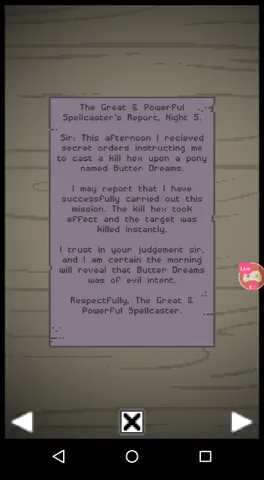 The Great & Powerful
Spellcaster's Report, Night 5.
Sir: This afternoon I recieved
secret orders instructing me
to cast a kill hex upon a pony
named Butter Dreams.
I may report that I have
successfully carried out this
mission. The kill hex took
effect and the target was
killed instantly.
I trust in your judgement sir,
and I am certain the morning
will reveal that Butter Dreams
was of evil intent.
Respectfully, The Great &
Powerful Spellcaster.
Live